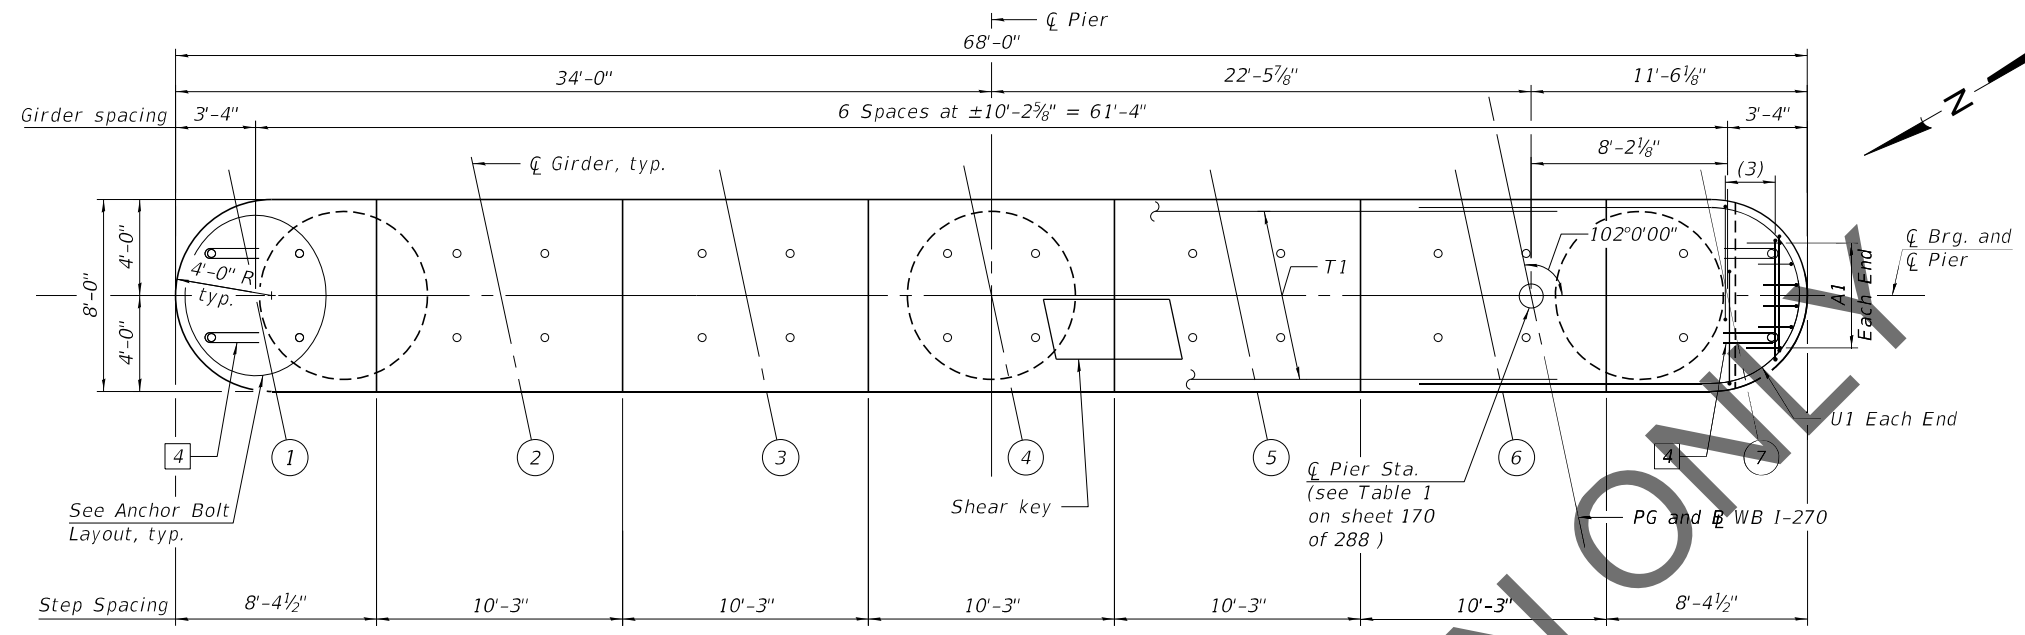 ℄ Pier
68'-0"
34'-0"
22'-5⅞"
11'-6⅛"
Girder spacing
3'-4"
6 Spaces at ±10'-2⅝" = 61'-4"
3'-4"
N
℄ Girder, typ.
8'-2⅛"
(3)
8'-0"
4'-0"
4'-0"
4'-0" R
typ.
102°0'00"
T1
℄ Brg. and
℄ Pier
A1
Each End
U1 Each End
4
1
2
3
4
5
6
4
7
See Anchor Bolt
Layout, typ.
Shear key
℄ Pier Sta.
(see Table 1
on sheet 170
of 288 )
PG and ⅊ WB I-270
Step Spacing
8'-4½"
10'-3"
10'-3"
10'-3"
10'-3"
10'-3"
8'-4½"
ONLY